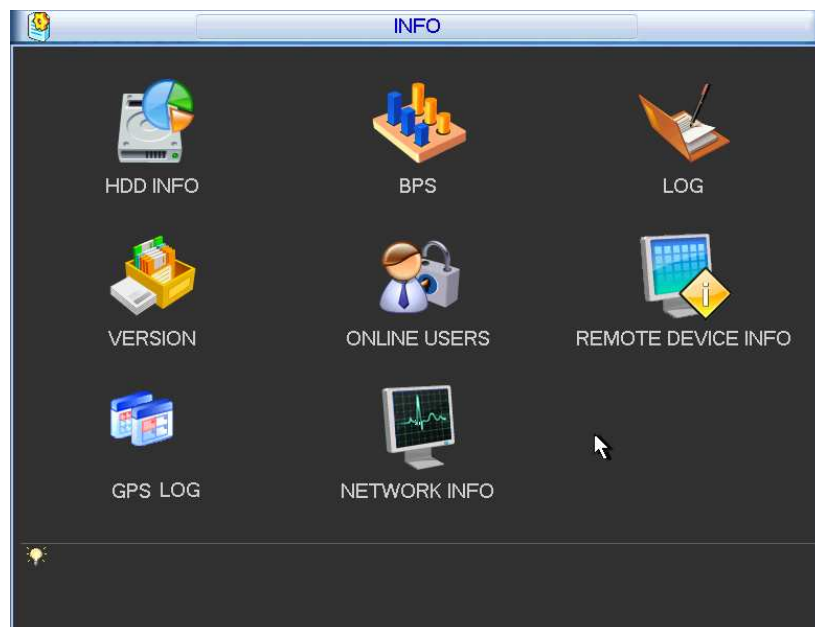 INFO
HDD INFO
BPS
LOG
VERSION
ONLINE USERS
REMOTE DEVICE INFO
GPS LOG
NETWORK INFO